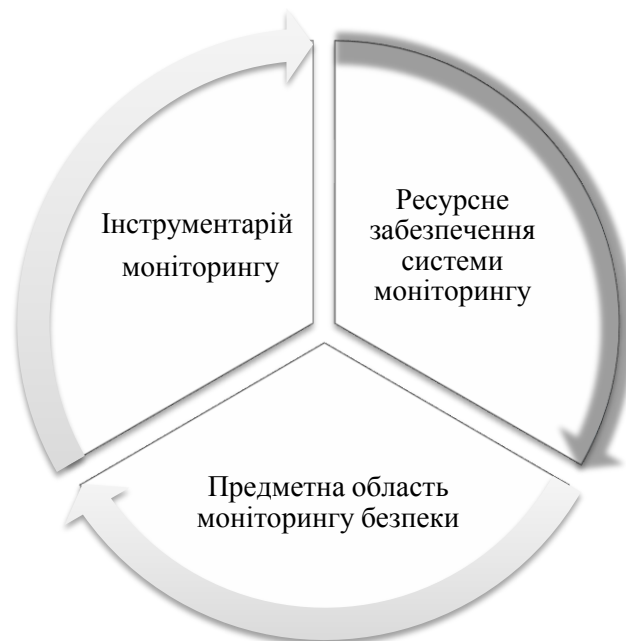 Інструментарій
моніторингу
Ресурсне
забезпечення
системи
моніторингу
Предметна область
моніторингу безпеки